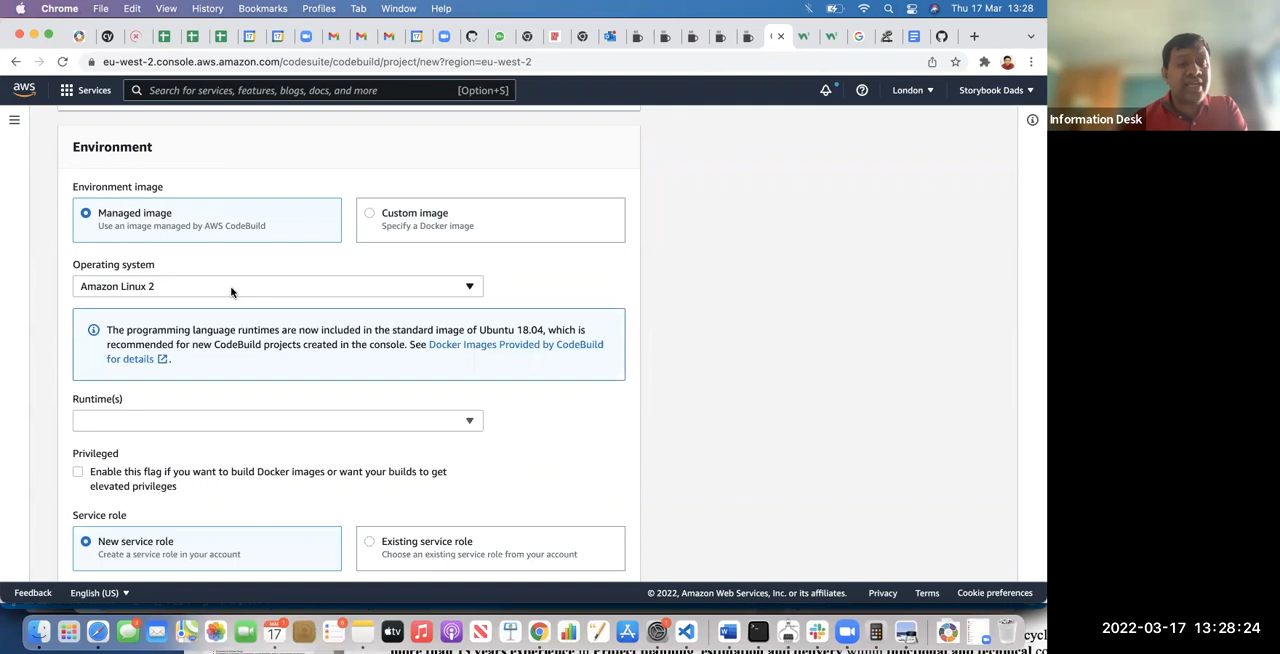 Chrome File Edit View History Bookmarks Profiles Tab Window Help Thu 17 Mar 13:28
eu-west-2.console.aws.amazon.com/codesuite/codebuild/project/new?region=eu-west-2
aws Services Search for services, features, blogs, docs, and more [Option+S] London Storybook Dads
Information Desk
Environment
Environment image
Managed image
Use an image managed by AWS CodeBuild
Custom image
Specify a Docker image
Operating system
Amazon Linux 2
The programming language runtimes are now included in the standard image of Ubuntu 18.04, which is
recommended for new CodeBuild projects created in the console. See Docker Images Provided by CodeBuild
for details.
Runtime(s)
Privileged
Enable this flag if you want to build Docker images or want your builds to get
elevated privileges
Service role
New service role
Create a service role in your account
Existing service role
Choose an existing service role from your account
Feedback English (US) © 2022, Amazon Web Services, Inc. or its affiliates. Privacy Terms Cookie preferences
17
tv
2022-03-17 13:28:24